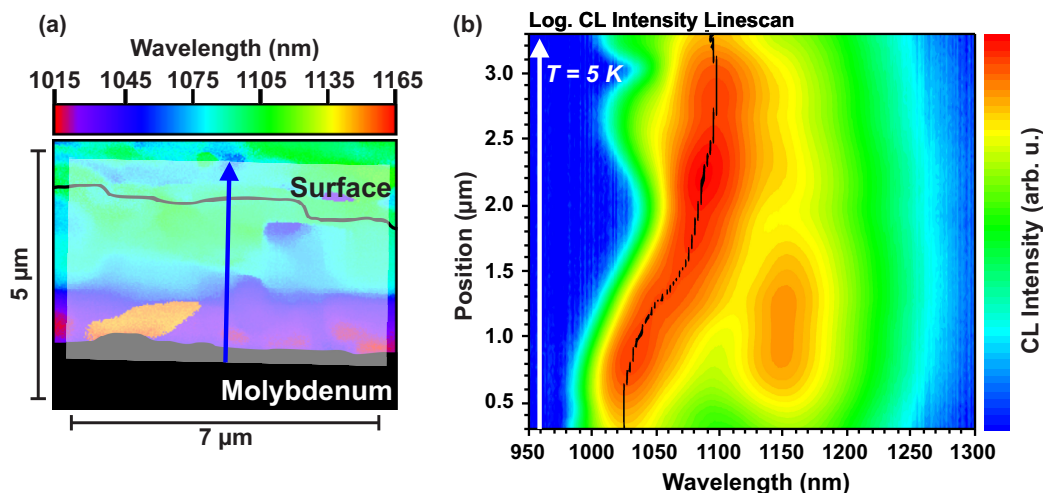 (a)
Wavelength (nm)
1015 1045 1075 1105 1135 1165
Surface
5 µm
Molybdenum
7 µm
(b)
Log. CL Intensity Linescan
T = 5 K
3.0
2.5
2.0
1.5
1.0
0.5
Position (µm)
950 1000 1050 1100 1150 1200 1250 1300
Wavelength (nm)
CL Intensity (arb. u.)